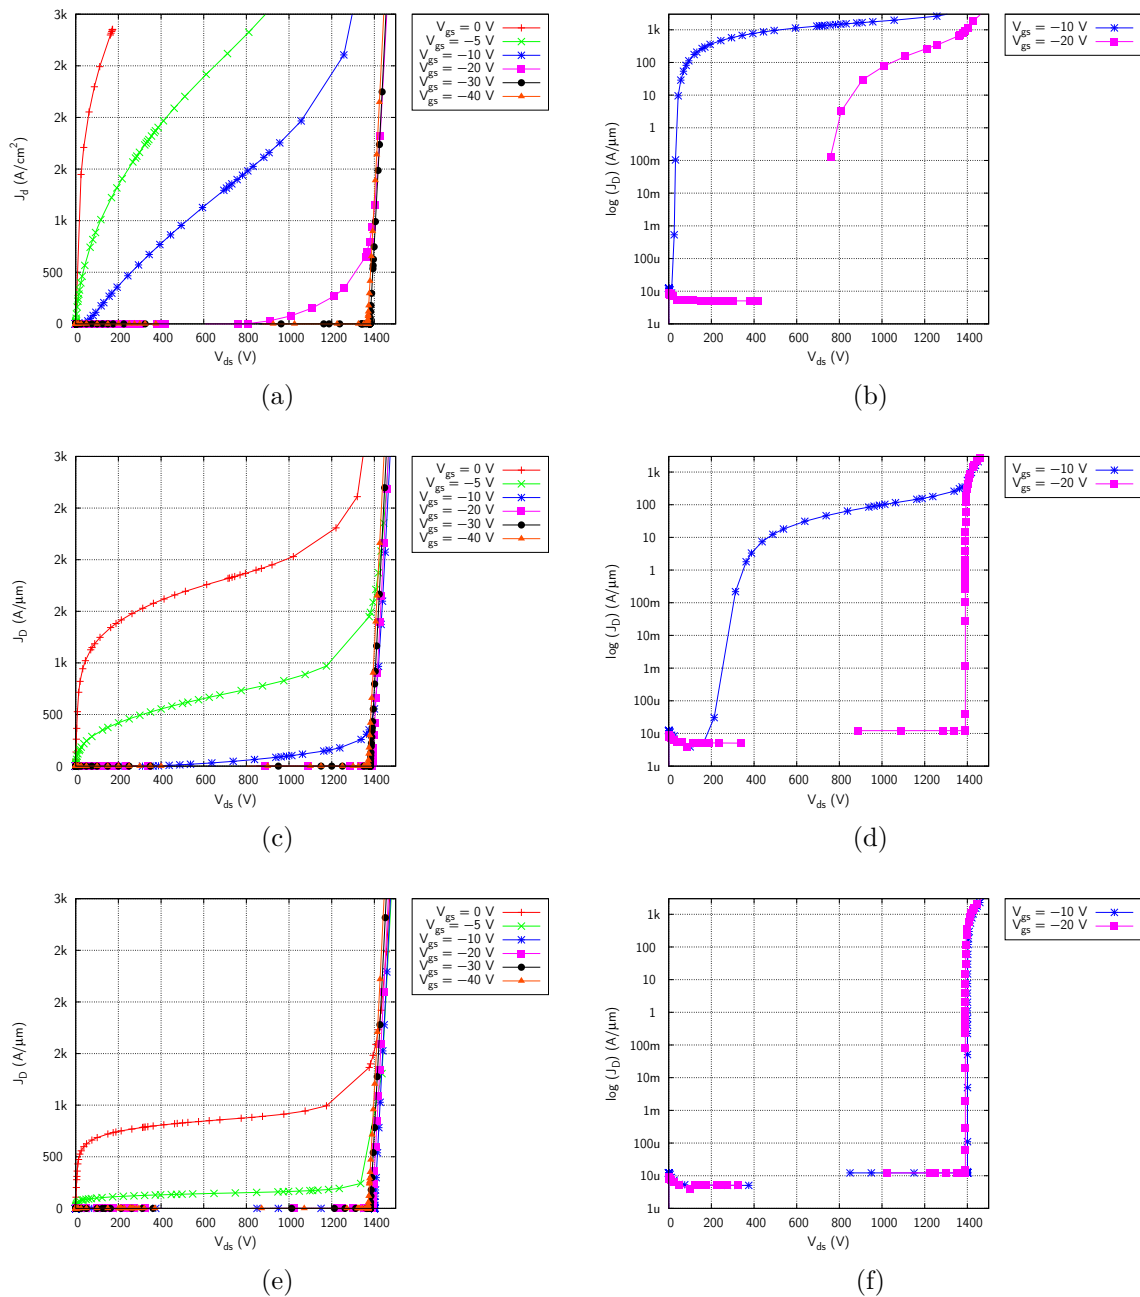 3k
2k
2k
2k
1k
500
0
0 200 400 600 800 1000 1200 1400
J_d (A/cm²)
V_ds (V)
V_gs = 0 V
V_gs = −5 V
V_gs = −10 V
V_gs = −20 V
V_gs = −30 V
V_gs = −40 V
(a)
1k
100
10
1
100m
10m
1m
100u
10u
1u
0 200 400 600 800 1000 1200 1400
log (J_D) (A/μm)
V_ds (V)
V_gs = −10 V
V_gs = −20 V
(b)
3k
2k
2k
2k
1k
500
0
0 200 400 600 800 1000 1200 1400
J_D (A/μm)
V_ds (V)
V_gs = 0 V
V_gs = −5 V
V_gs = −10 V
V_gs = −20 V
V_gs = −30 V
V_gs = −40 V
(c)
1k
100
10
1
100m
10m
1m
100u
10u
1u
0 200 400 600 800 1000 1200 1400
log (J_D) (A/μm)
V_ds (V)
V_gs = −10 V
V_gs = −20 V
(d)
3k
2k
2k
2k
1k
500
0
0 200 400 600 800 1000 1200 1400
J_D (A/μm)
V_ds (V)
V_gs = 0 V
V_gs = −5 V
V_gs = −10 V
V_gs = −20 V
V_gs = −30 V
V_gs = −40 V
(e)
1k
100
10
1
100m
10m
1m
100u
10u
1u
0 200 400 600 800 1000 1200 1400
log (J_D) (A/μm)
V_ds (V)
V_gs = −10 V
V_gs = −20 V
(f)